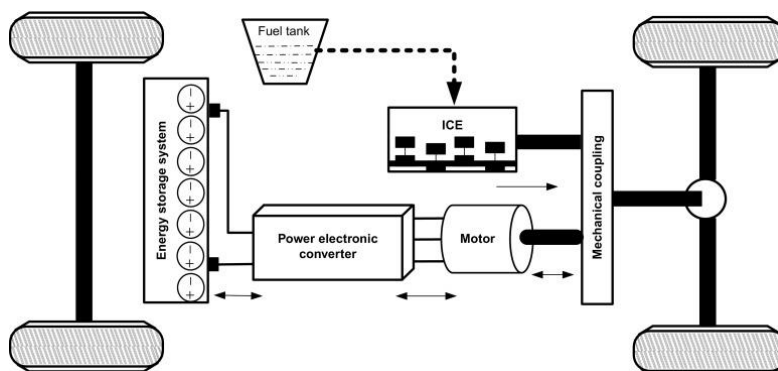 Fuel tank
ICE
Energy storage system
Power electronic
converter
Motor
Mechanical coupling